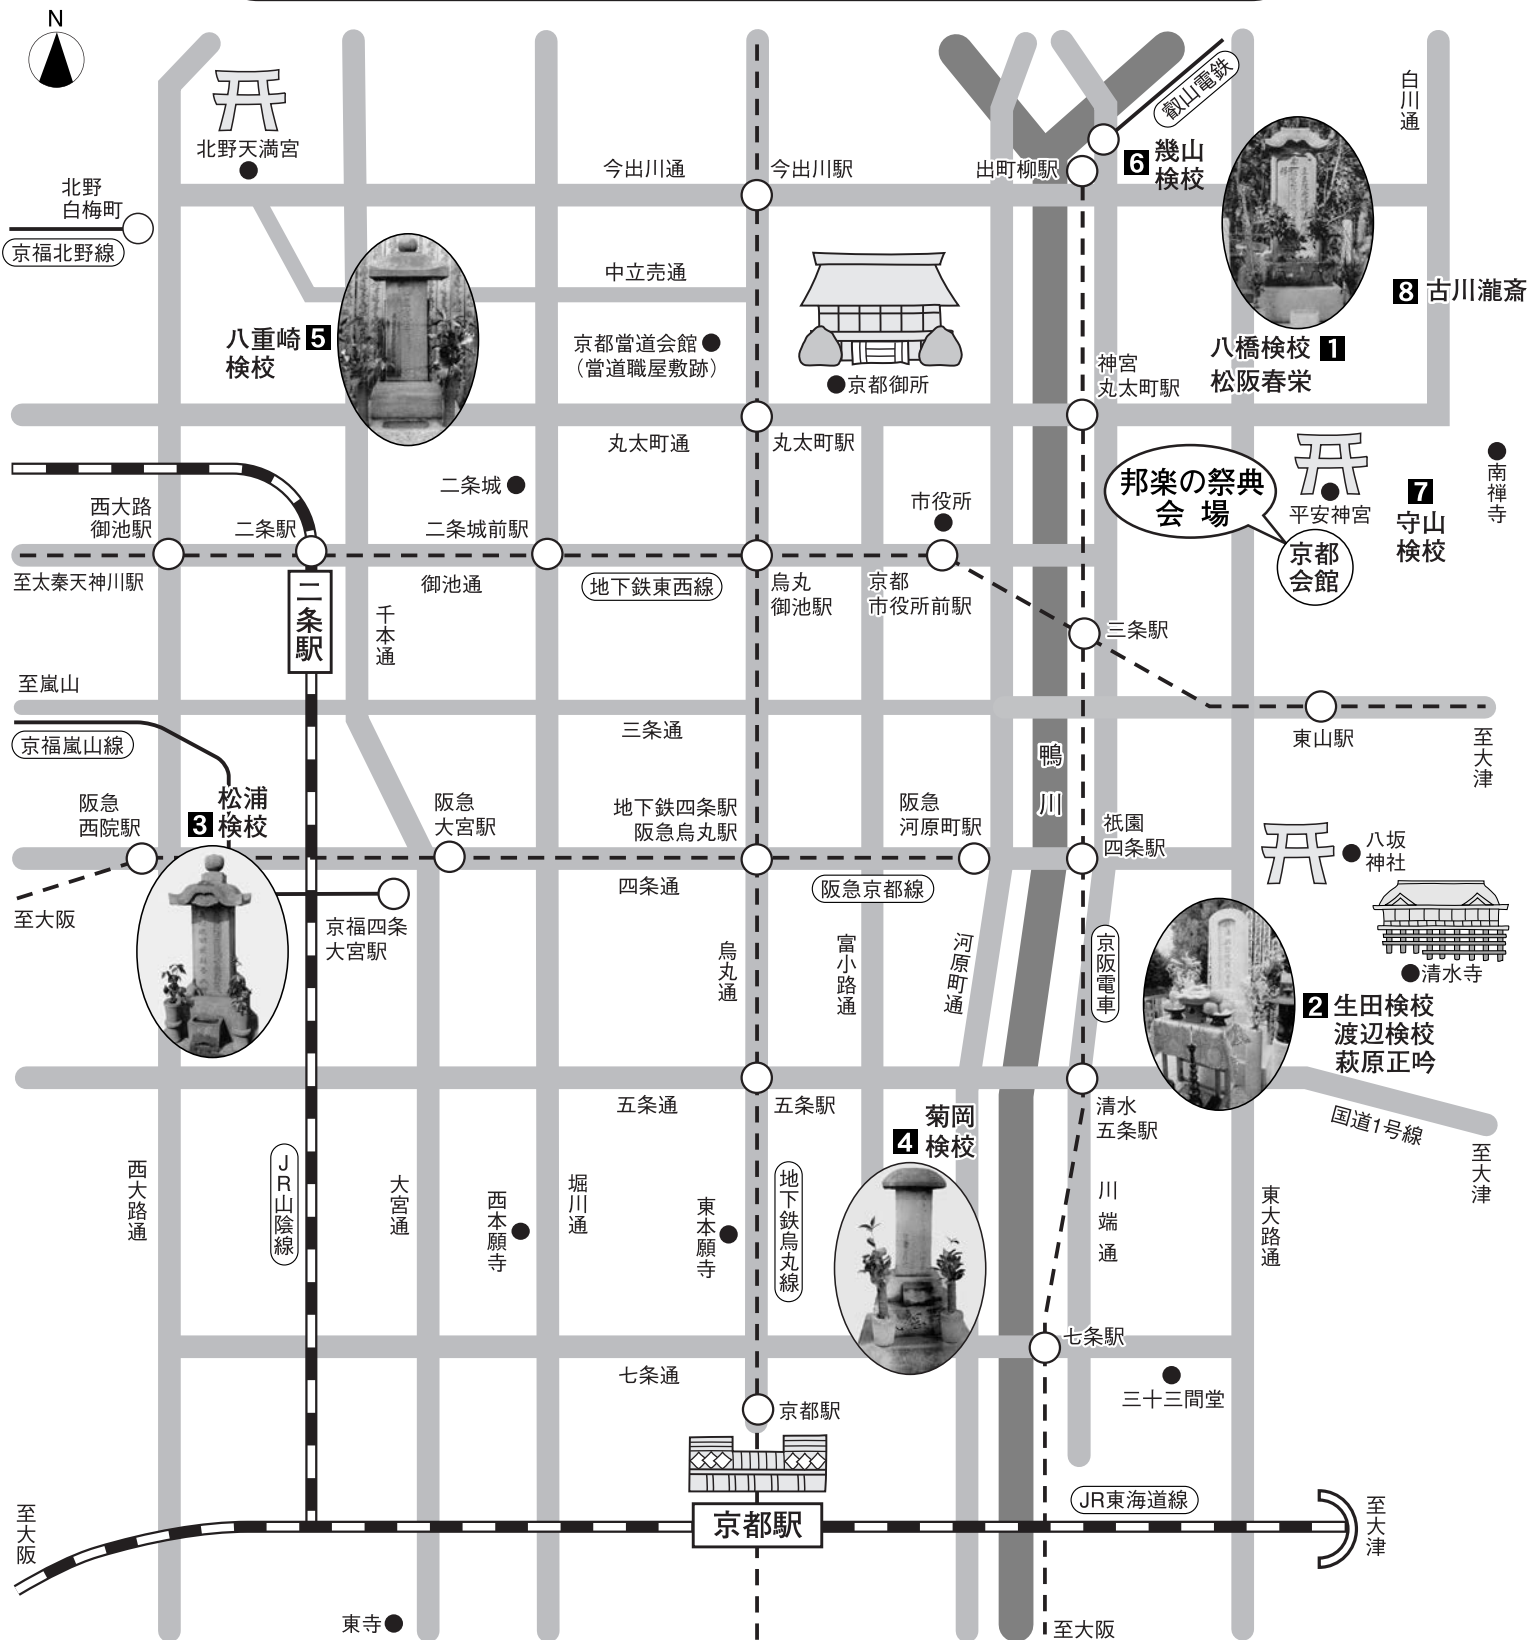 N
北野天満宮
北野
白梅町
京福北野線
今出川通
今出川駅
出町柳駅
叡山電鉄
6 幾山
検校
白川通
中立売通
八重崎 5
検校
京都當道会館
（當道職屋敷跡）
京都御所
神宮
丸太町駅
八橋検校 1
松阪春栄
8 古川瀧斎
丸太町通
丸太町駅
二条城
市役所
邦楽の祭典
会 場
京都
会館
平安神宮
7
守山
検校
南禅寺
西大路
御池駅
二条駅
二条城前駅
至太秦天神川駅
御池通
地下鉄東西線
烏丸
御池駅
京都
市役所前駅
二条駅
千本通
三条駅
至嵐山
京福嵐山線
三条通
東山駅
至大津
鴨川
阪急
西院駅
3 松浦
検校
阪急
大宮駅
地下鉄四条駅
阪急烏丸駅
阪急
河原町駅
祇園
四条駅
八坂
神社
至大阪
京福四条
大宮駅
四条通
阪急京都線
烏丸通
富小路通
河原町通
京阪電車
清水寺
2 生田検校
渡辺検校
萩原正吟
五条通
五条駅
4 菊岡
検校
清水
五条駅
国道1号線
至大津
西大路通
JR山陰線
大宮通
西本願寺
堀川通
東本願寺
地下鉄烏丸線
川端通
東大路通
七条通
七条駅
三十三間堂
京都駅
京都駅
JR東海道線
至大阪
至大津
東寺
至大阪